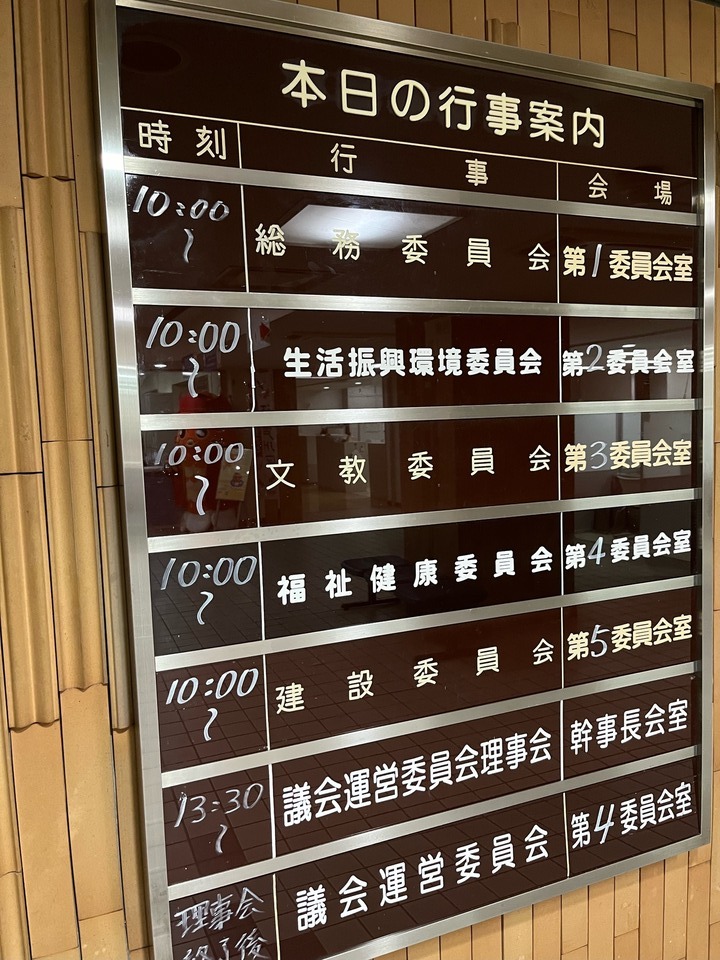 本日の行事案内
時刻 行事 会場
10:00〜 総務委員会 第1委員会室
10:00〜 生活振興環境委員会 第2委員会室
10:00〜 文教委員会 第3委員会室
10:00〜 福祉健康委員会 第4委員会室
10:00〜 建設委員会 第5委員会室
13:30〜 議会運営委員会理事会 幹事長会室
理事会 議会運営委員会 第4委員会室
終了後